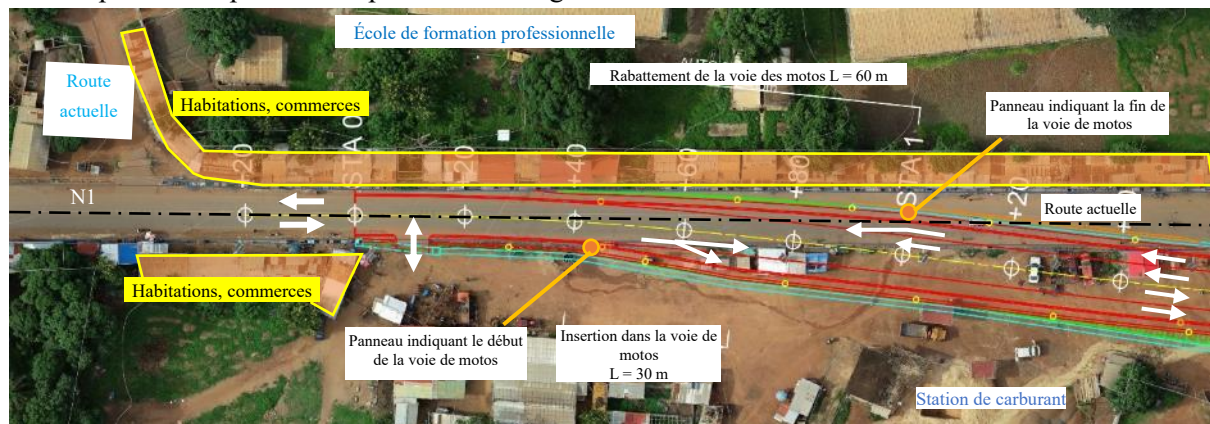 École de formation professionnelle
Rabattement de la voie des motos L = 60 m
Route
actuelle
Habitations, commerces
Panneau indiquant la fin de
la voie de motos
+20
STA 0
+20
+40
+60
+80
STA 1
+20
N1
Route actuelle
Habitations, commerces
Panneau indiquant le début
de la voie de motos
Insertion dans la voie de
motos
L = 30 m
Station de carburant